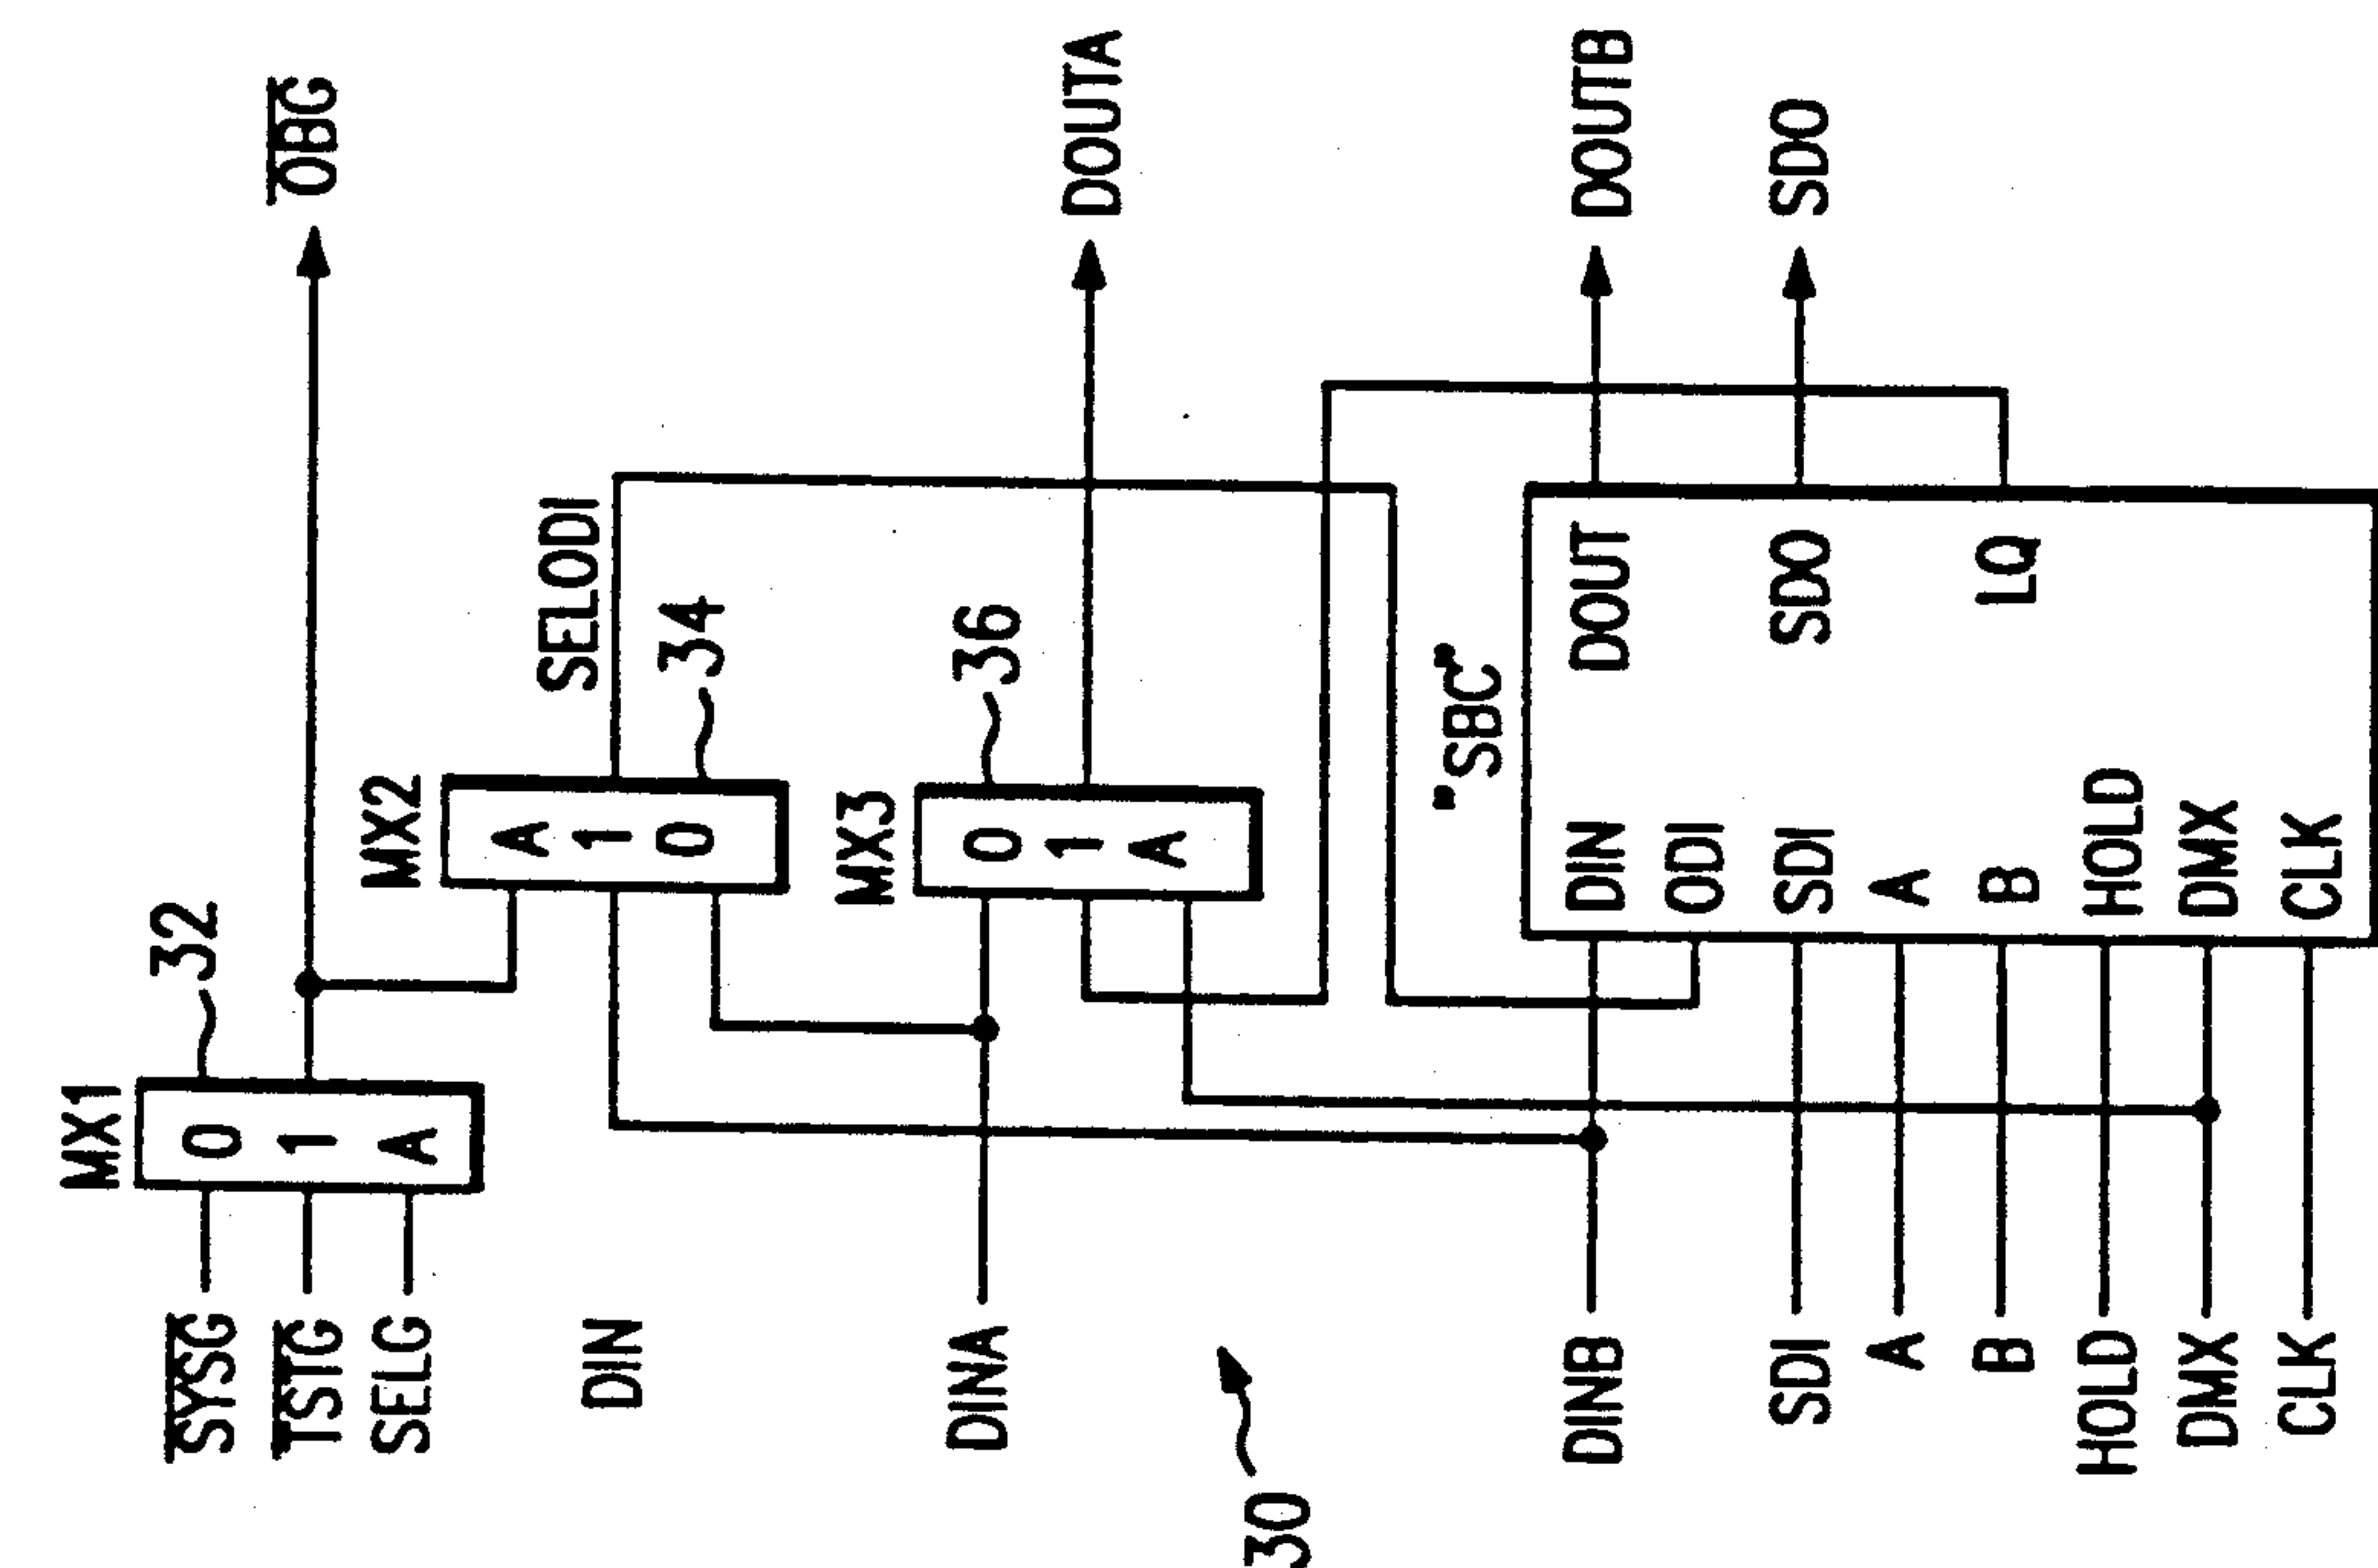 MX1
32
SYSG
TSTG
SELG
0
1
A
OBG
MX2
A
1
0
SELODI
34
DIN
MX3
0
1
A
36
DINA
DOUTA
30
"SBC"
DINB
SDI
A
B
HOLD
DMX
CLK
DIN
ODI
SDI
A
B
HOLD
DMX
CLK
DOUT
SDO
LQ
DOUTB
SDO